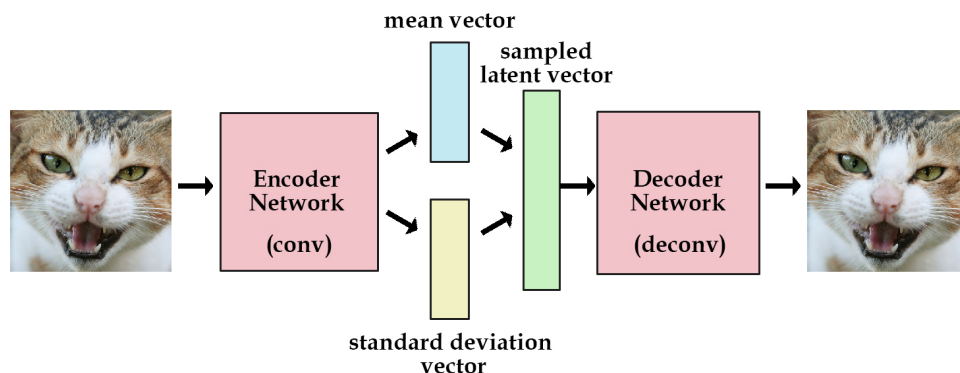 mean vector
sampled
latent vector
Encoder
Network
(conv)
Decoder
Network
(deconv)
standard deviation
vector